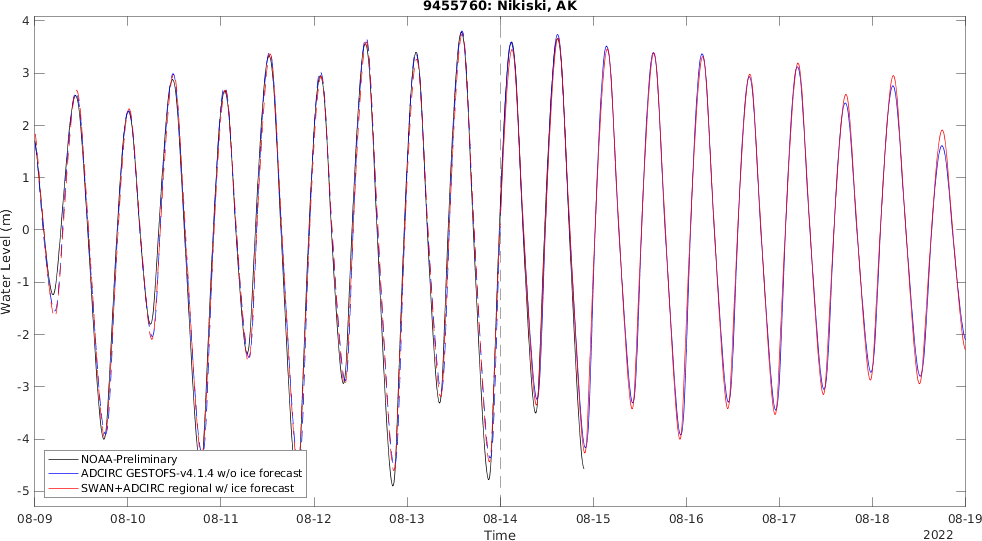 9455760: Nikiski, AK
4
3
2
1
0
-1
-2
-3
-4
-5
Water Level (m)
NOAA-Preliminary
ADCIRC GESTOFS-v4.1.4 w/o ice forecast
SWAN+ADCIRC regional w/ ice forecast
08-09 08-10 08-11 08-12 08-13 08-14 08-15 08-16 08-17 08-18 08-19
Time
2022